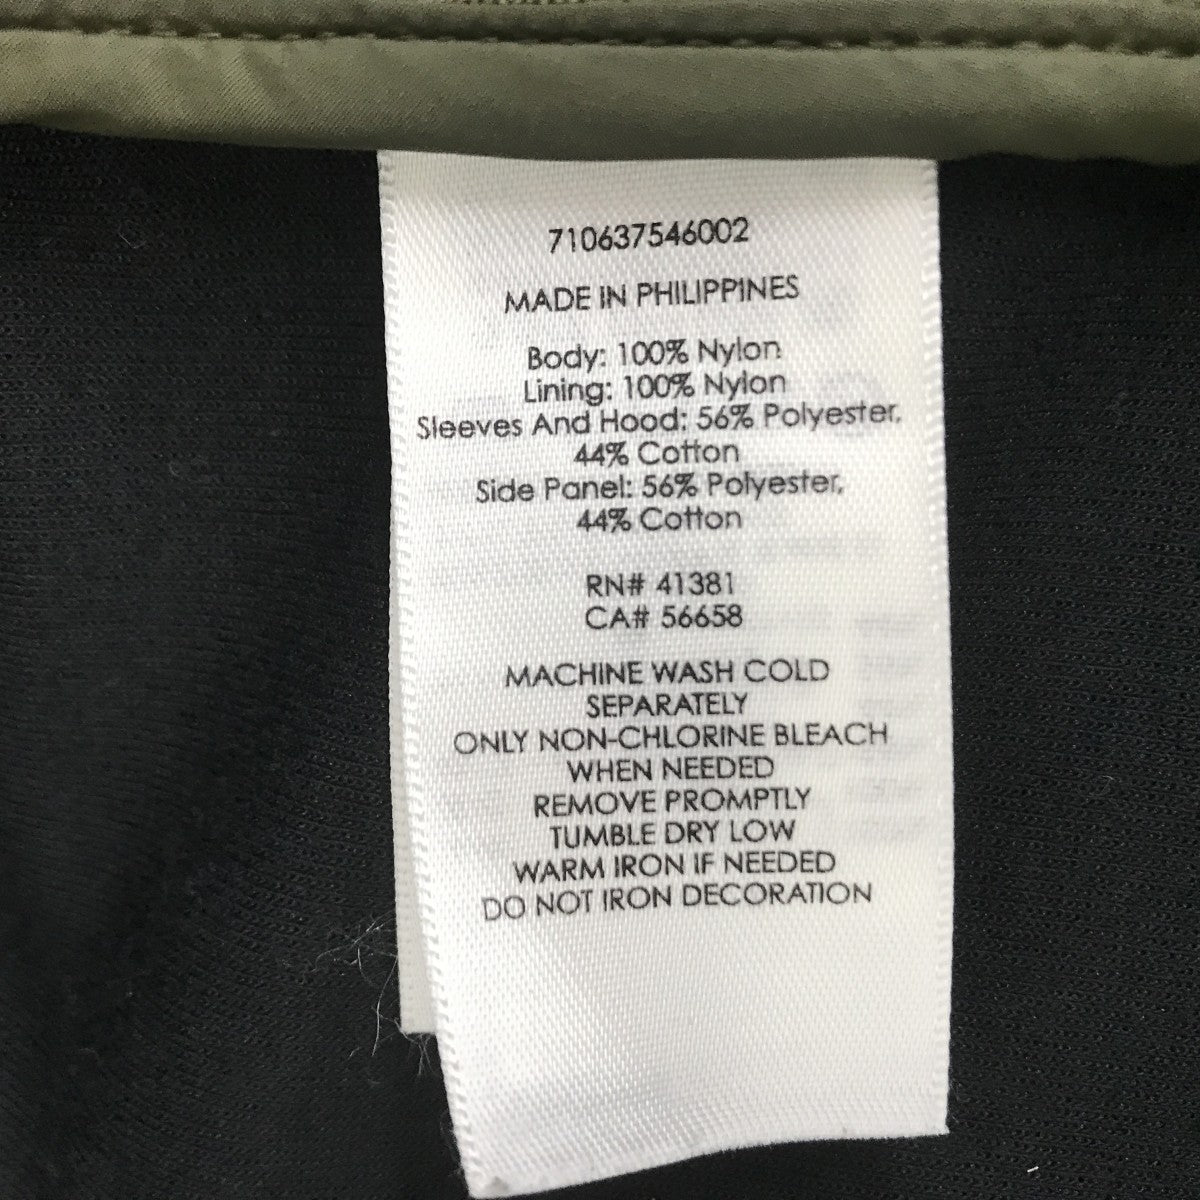 710637546002
MADE IN PHILIPPINES
Body: 100% Nylon
Lining: 100% Nylon
Sleeves And Hood: 56% Polyester,
44% Cotton
Side Panel: 56% Polyester,
44% Cotton
RN# 41381
CA# 56658
MACHINE WASH COLD
SEPARATELY
ONLY NON-CHLORINE BLEACH
WHEN NEEDED
REMOVE PROMPTLY
TUMBLE DRY LOW
WARM IRON IF NEEDED
DO NOT IRON DECORATION